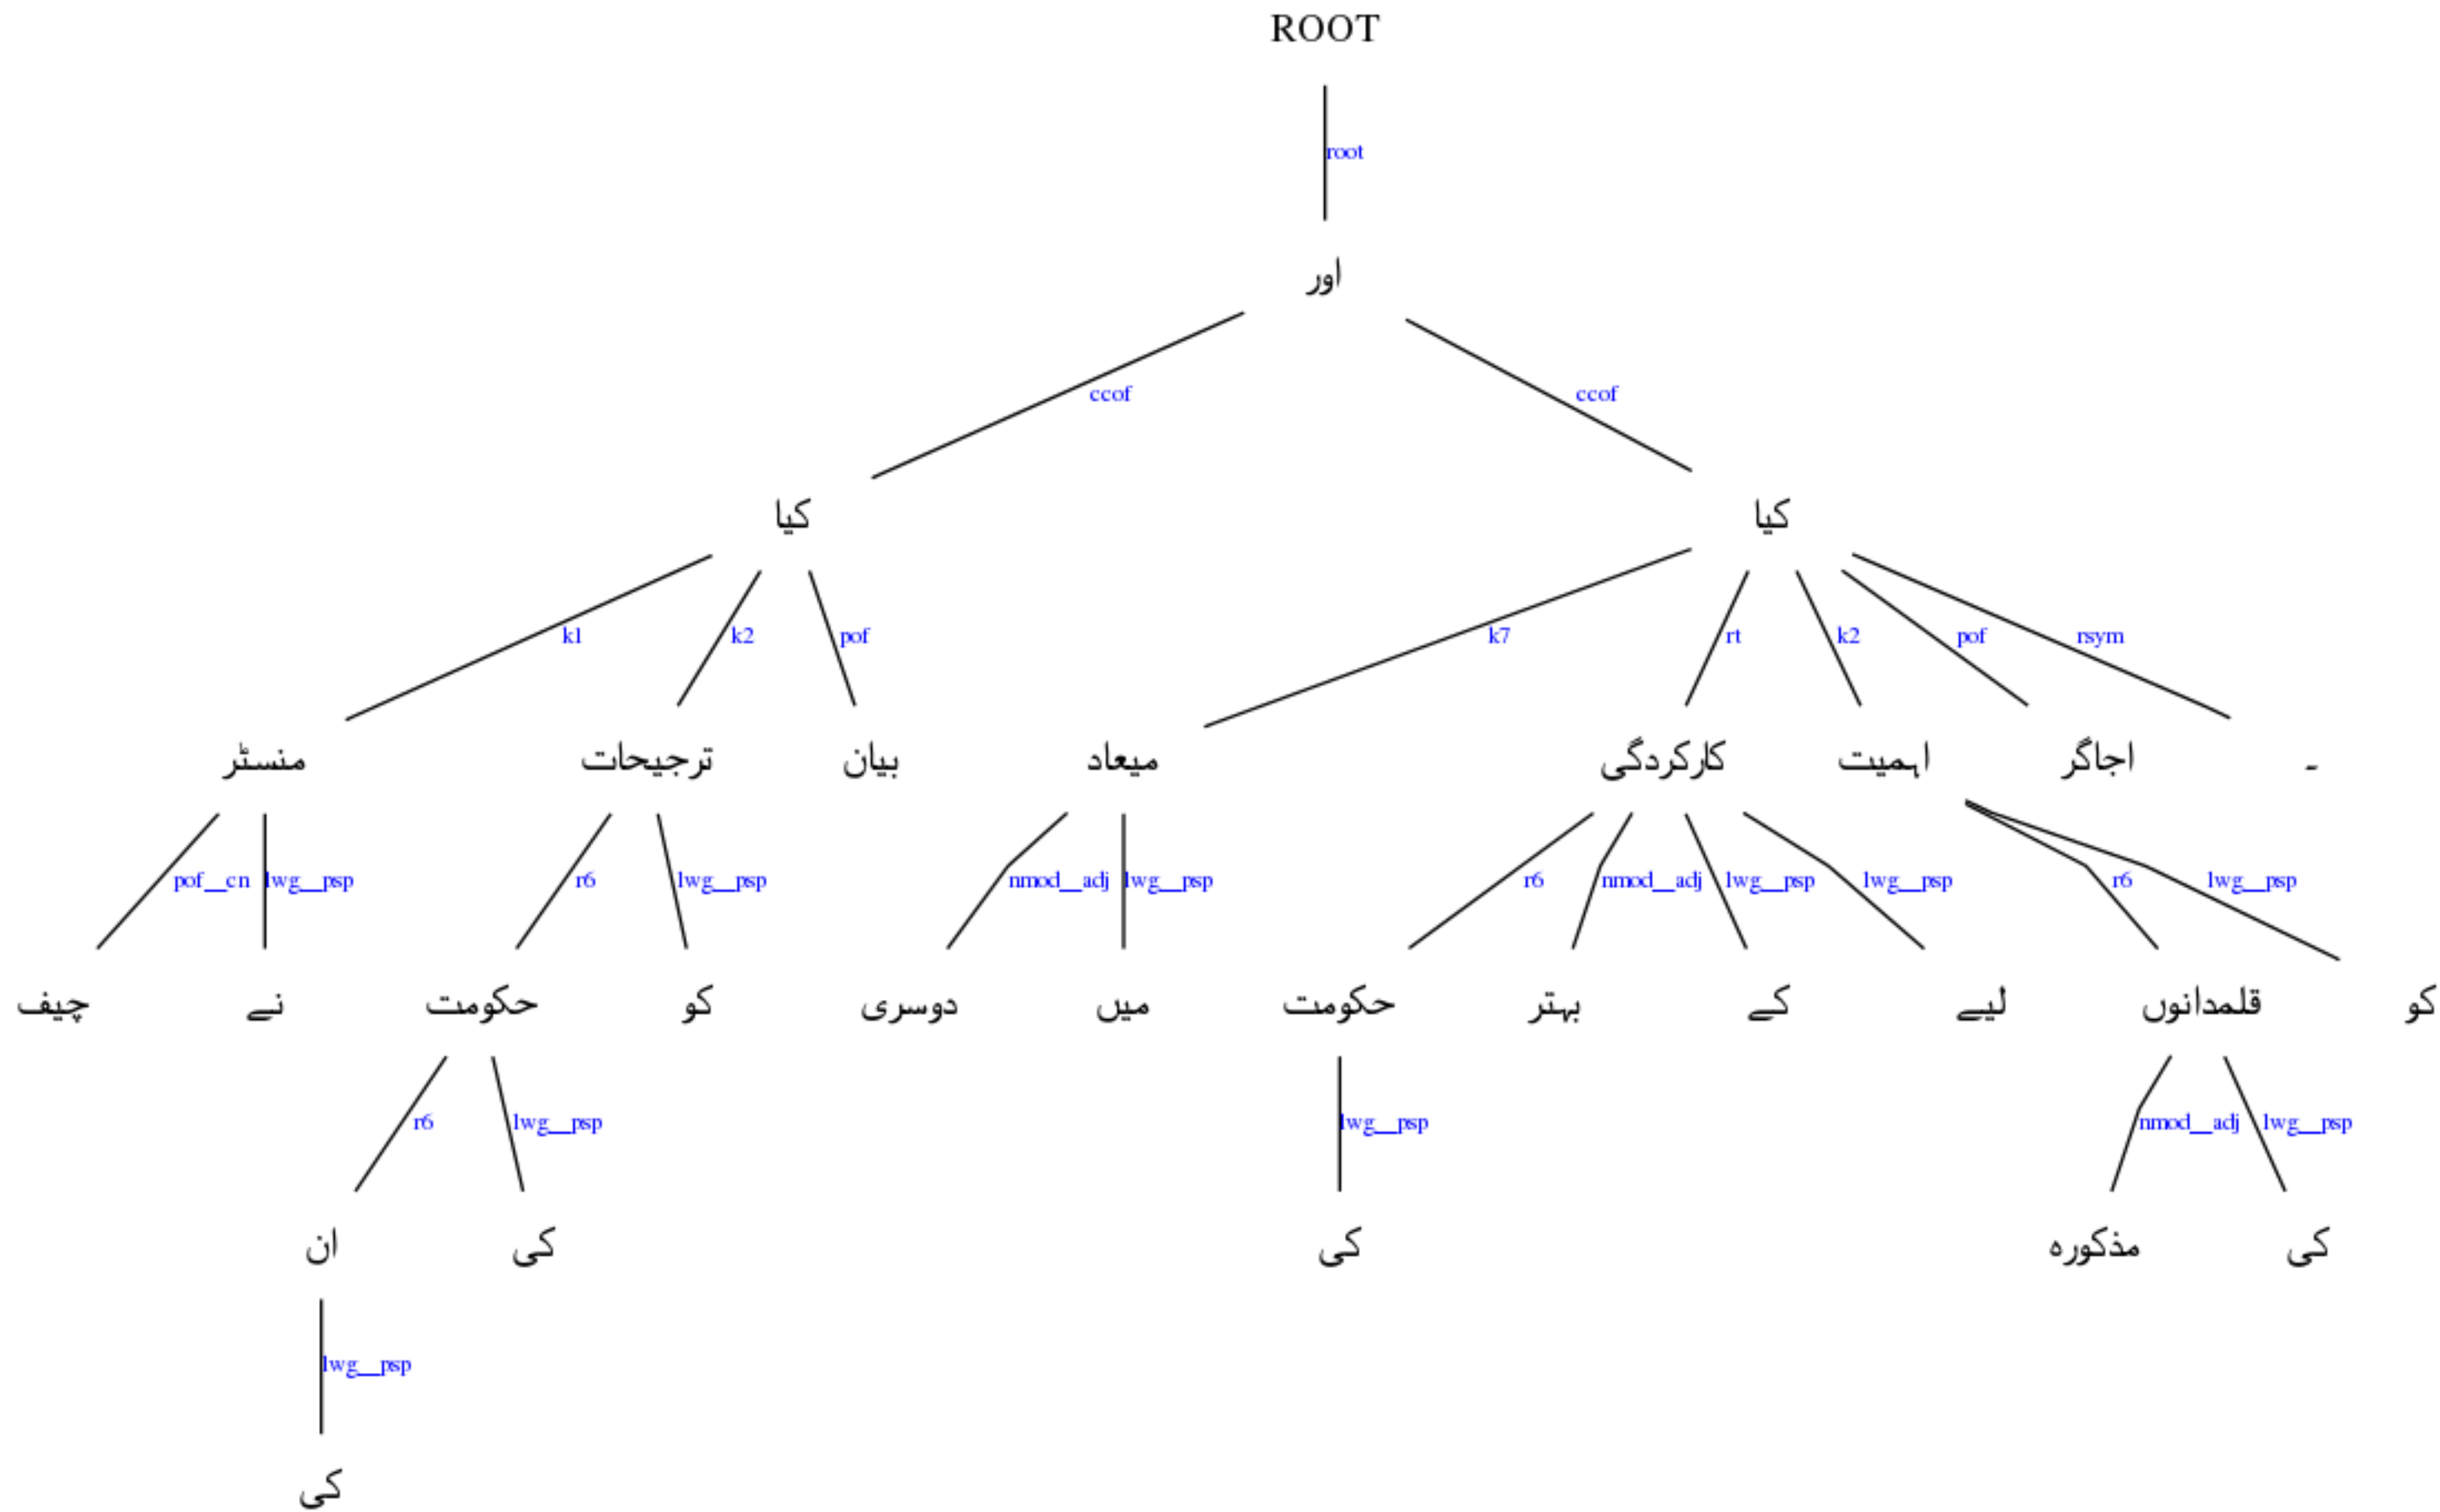 ROOT
root
اور
ccof ccof
کیا کیا
k1 k2 pof k7 rt k2 pof rsym
منسٹر ترجیحات بیان میعاد کارکردگی اہمیت اجاگر ۔
pof__cn lwg__psp r6 lwg__psp nmod__adj lwg__psp r6 nmod__adj lwg__psp lwg__psp r6 lwg__psp
چیف نے حکومت کو دوسری میں حکومت بہتر کے لیے قلمدانوں کو
r6 lwg__psp lwg__psp nmod__adj lwg__psp
ان کی کی مذکورہ کی
lwg__psp
کی